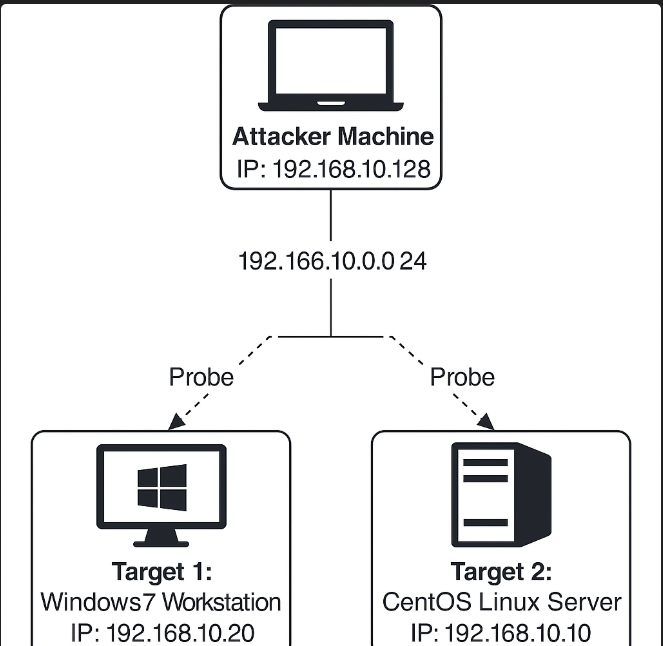 Attacker Machine
IP: 192.168.10.128
192.166.10.0.0 24
Probe
Probe
Target 1:
Windows7 Workstation
IP: 192.168.10.20
Target 2:
CentOS Linux Server
IP: 192.168.10.10